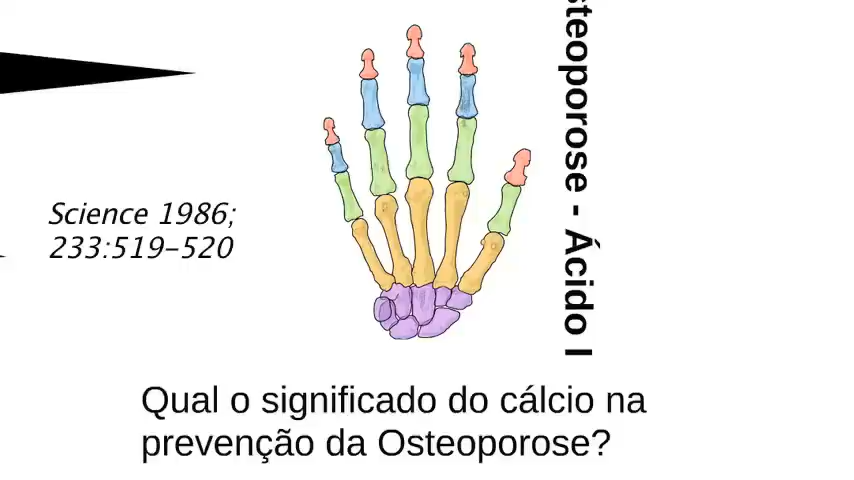 steoporose - Ácido I
Science 1986;
233:519–520
Qual o significado do cálcio na
prevenção da Osteoporose?